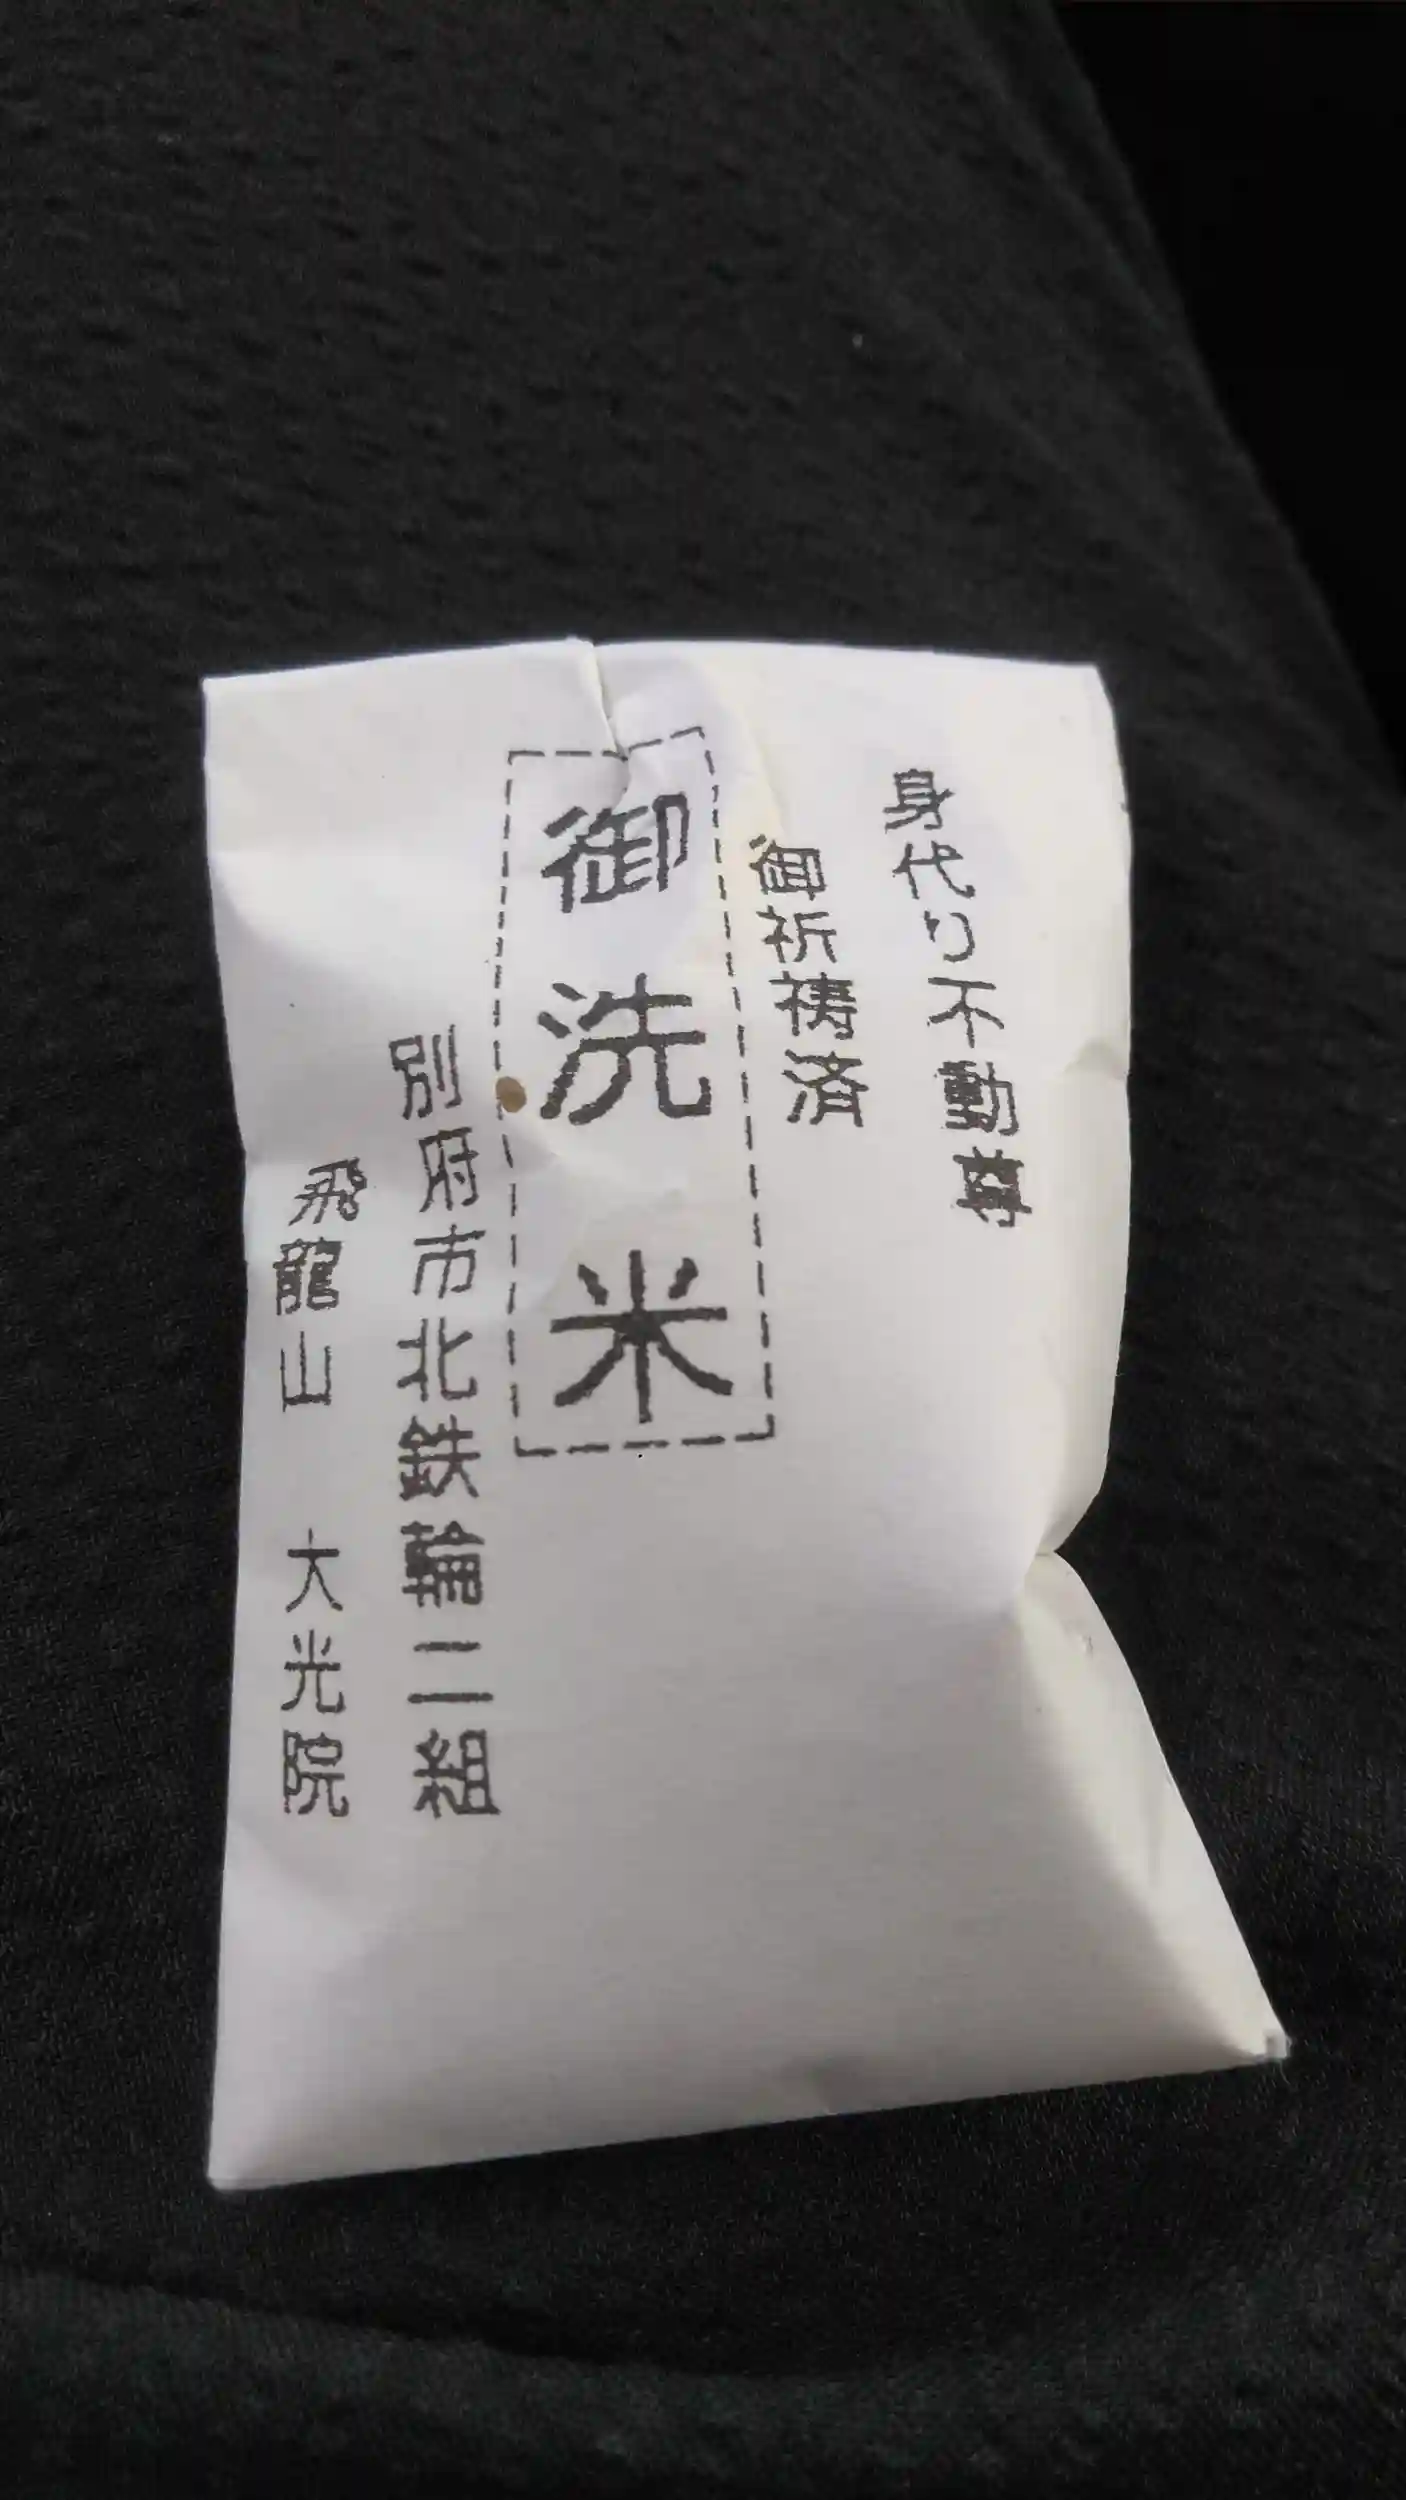 身代り不動尊
御祈祷済
御洗米
別府市北鉄輪二組
飛龍山 大光院